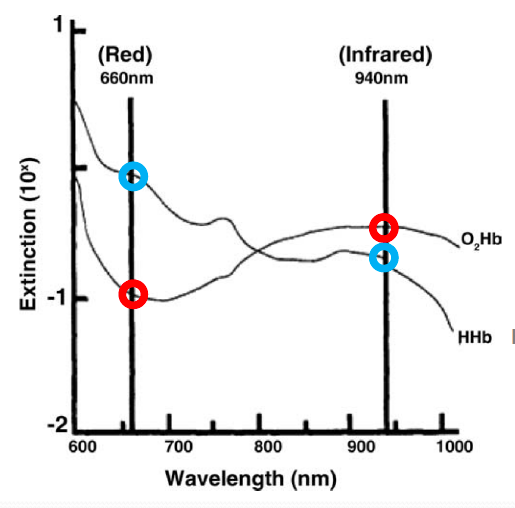 1
(Red)
660nm
(Infrared)
940nm
Extinction (10ˣ)
-1
-2
O₂Hb
HHb
600 700 800 900 1000
Wavelength (nm)